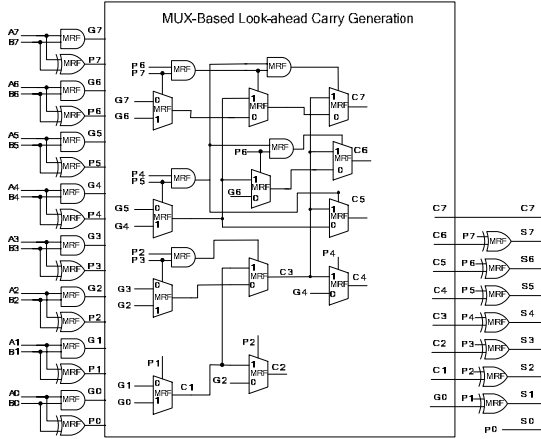 MUX-Based Look-ahead Carry Generation
A7 MRF G7
B7
MRF P7
A6 MRF G6
B6
MRF P6
A5 MRF G5
B5
MRF P5
A4 MRF G4
B4
MRF P4
A3 MRF G3
B3
MRF P3
A2 MRF G2
B2
MRF P2
A1 MRF G1
B1
MRF P1
A0 MRF G0
B0
MRF P0
P6 MRF MRF
P7
G7 0 MRF 1
G6
1 MRF 0
1 MRF 0 C7
P6 MRF
1 MRF 0 C6
G6 1 MRF 0
P4 MRF
P5
G5 0 MRF 1
G4
1 MRF 0
1 MRF 0 C5
P2 MRF
P3
G3 0 MRF 1
G2
1 MRF 0 C3
P4
G4 1 MRF 0 C4
P1
G1 0 MRF 1 C1
G0
P2
G2 1 MRF 0 C2
C7 C7
C6 P7 MRF S7
C5 P6 MRF S6
C4 P5 MRF S5
C3 P4 MRF S4
C2 P3 MRF S3
C1 P2 MRF S2
G0 P1 MRF S1
P0 S0